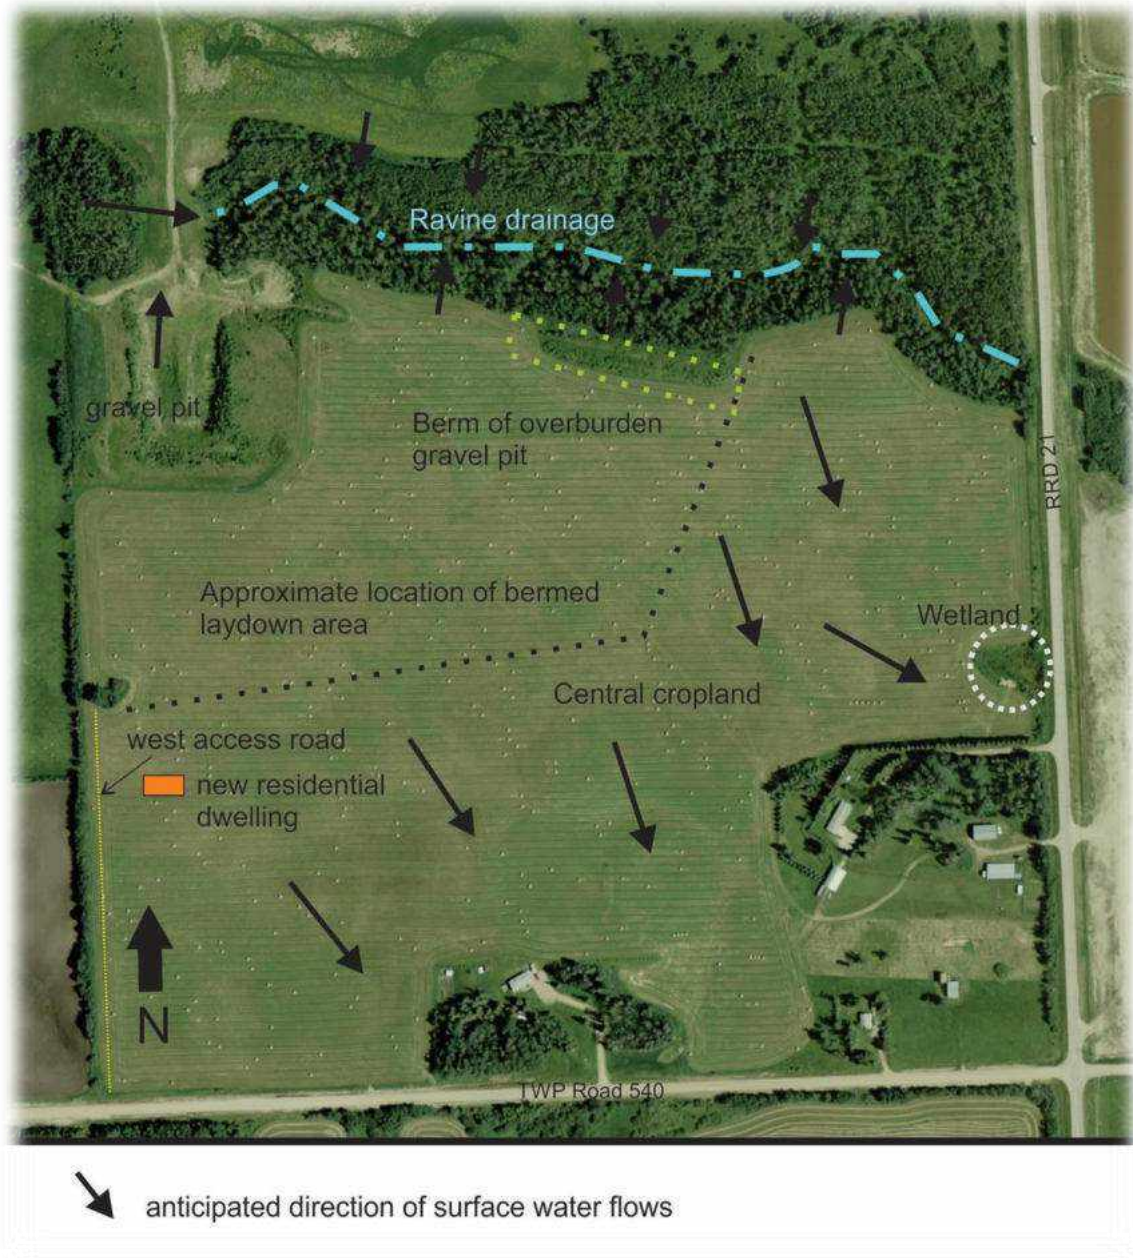 Ravine drainage
gravel pit
Berm of overburden
gravel pit
RRD 21
Approximate location of bermed
laydown area
Wetland
Central cropland
west access road
new residential
dwelling
N
TWP Road 540
anticipated direction of surface water flows